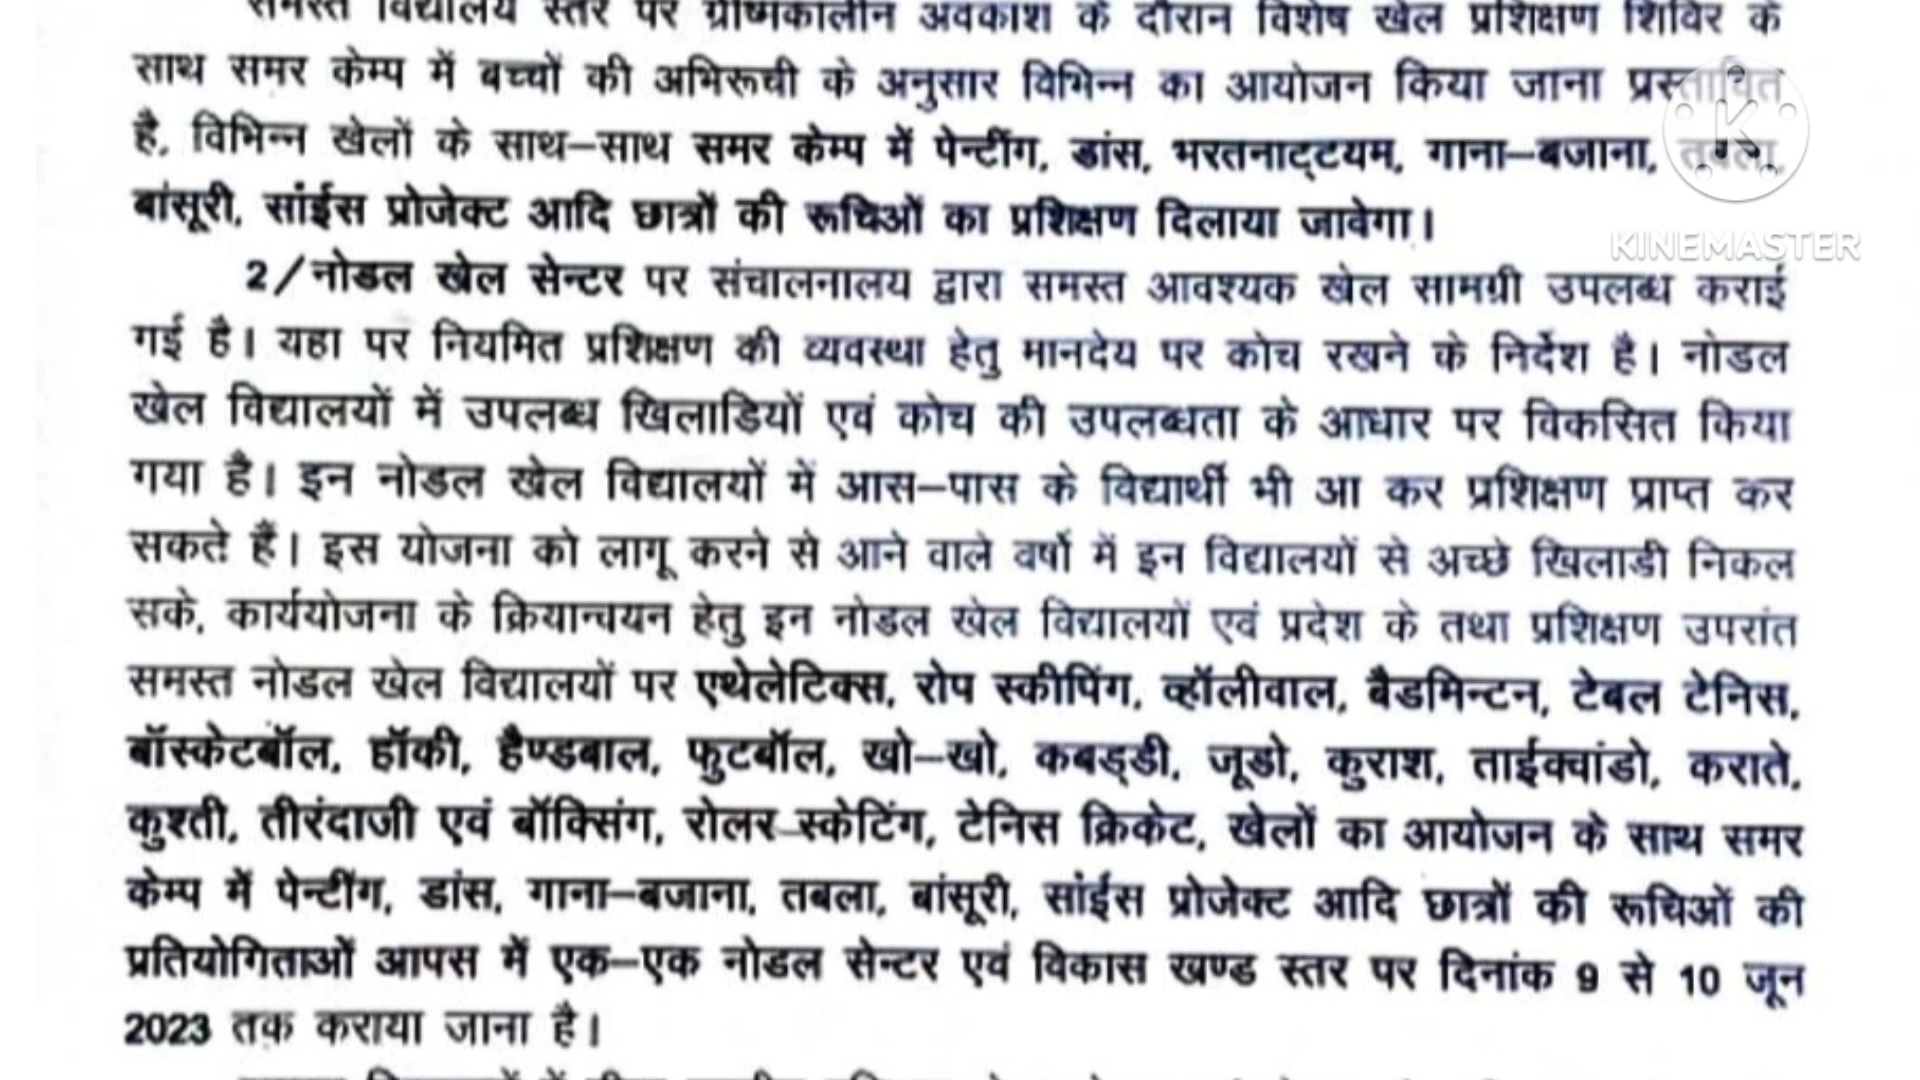 समस्त विद्यालय स्तर पर ग्रीष्मकालीन अवकाश के दौरान विशेष खेल प्रशिक्षण शिविर के
साथ समर केम्प में बच्चों की अभिरूची के अनुसार विभिन्न का आयोजन किया जाना प्रस्तावित
है, विभिन्न खेलों के साथ–साथ समर केम्प में पेन्टींग, डांस, भरतनाट्टयम, गाना–बजाना, तबला,
बांसूरी, सांईस प्रोजेक्ट आदि छात्रों की रूचिओं का प्रशिक्षण दिलाया जावेगा।
KINEMASTER
2/नोडल खेल सेन्टर पर संचालनालय द्वारा समस्त आवश्यक खेल सामग्री उपलब्ध कराई
गई है। यहा पर नियमित प्रशिक्षण की व्यवस्था हेतु मानदेय पर कोच रखने के निर्देश है। नोडल
खेल विद्यालयों में उपलब्ध खिलाडियों एवं कोच की उपलब्धता के आधार पर विकसित किया
गया है। इन नोडल खेल विद्यालयों में आस–पास के विद्यार्थी भी आ कर प्रशिक्षण प्राप्त कर
सकते हैं। इस योजना को लागू करने से आने वाले वर्षो में इन विद्यालयों से अच्छे खिलाडी निकल
सके, कार्ययोजना के क्रियान्वयन हेतु इन नोडल खेल विद्यालयों एवं प्रदेश के तथा प्रशिक्षण उपरांत
समस्त नोडल खेल विद्यालयों पर एथेलेटिक्स, रोप स्कीपिंग, व्हॉलीवाल, बैडमिन्टन, टेबल टेनिस,
बॉस्केटबॉल, हॉकी, हैण्डबाल, फुटबॉल, खो–खो, कबड्डी, जूडो, कुराश, ताईक्वांडो, कराते,
कुश्ती, तीरंदाजी एवं बॉक्सिंग, रोलर स्केटिंग, टेनिस क्रिकेट, खेलों का आयोजन के साथ समर
केम्प में पेन्टींग, डांस, गाना–बजाना, तबला, बांसूरी, सांईस प्रोजेक्ट आदि छात्रों की रूचिओं की
प्रतियोगिताओं आपस में एक–एक नोडल सेन्टर एवं विकास खण्ड स्तर पर दिनांक 9 से 10 जून
2023 तक कराया जाना है।